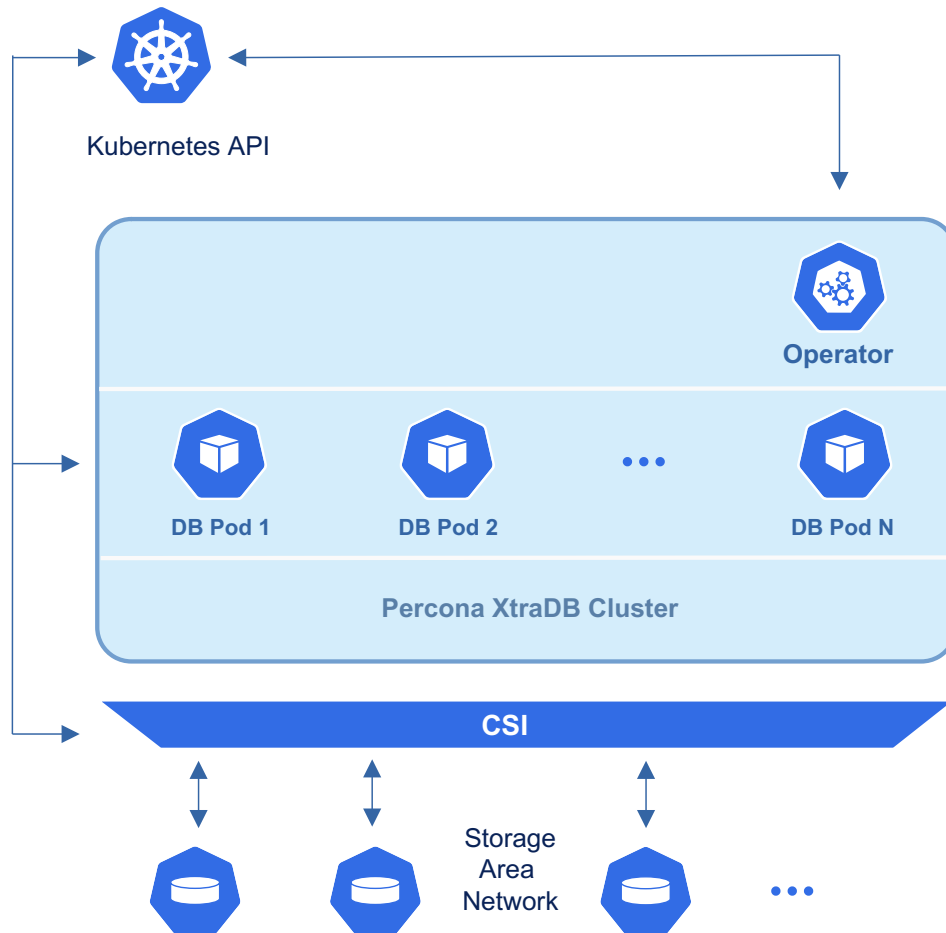 Kubernetes API
Operator
DB Pod 1
DB Pod 2
DB Pod N
Percona XtraDB Cluster
CSI
Storage
Area
Network